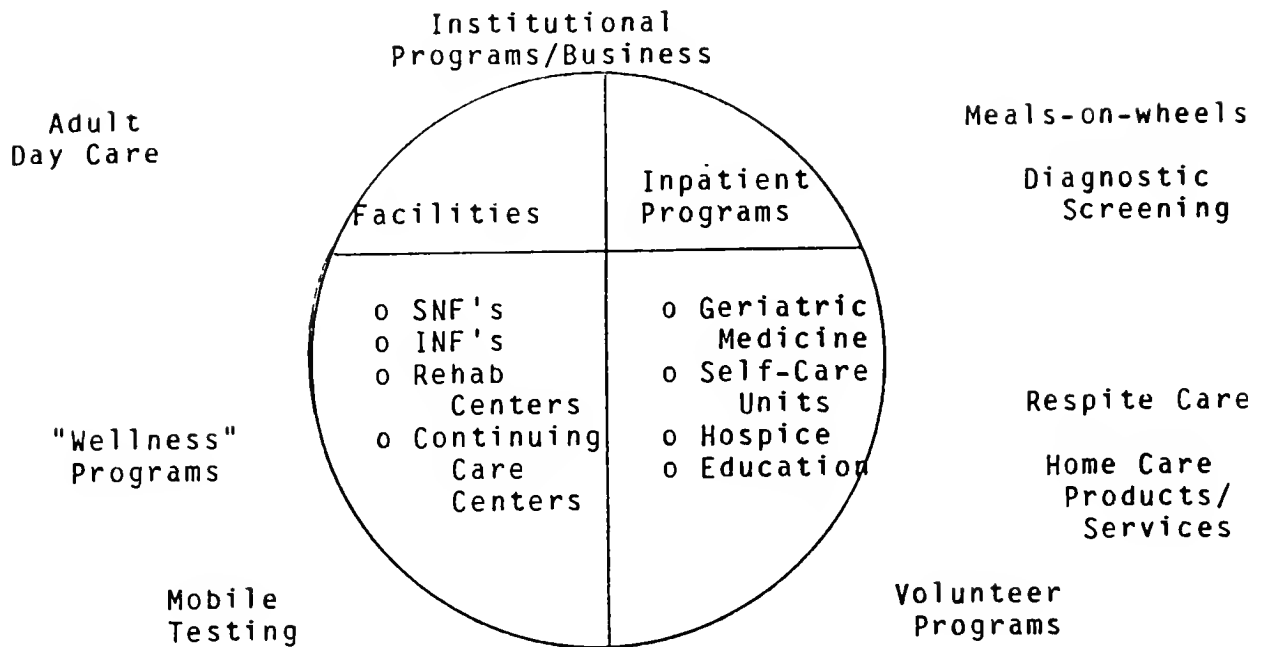 Institutional
Programs/Business
Adult
Day Care
Meals-on-wheels
Diagnostic
Screening
Facilities
Inpatient
Programs
o SNF's
o INF's
o Rehab
Centers
o Continuing
Care
Centers
o Geriatric
Medicine
o Self-Care
Units
o Hospice
o Education
"Wellness"
Programs
Respite Care
Home Care
Products/
Services
Mobile
Testing
Volunteer
Programs